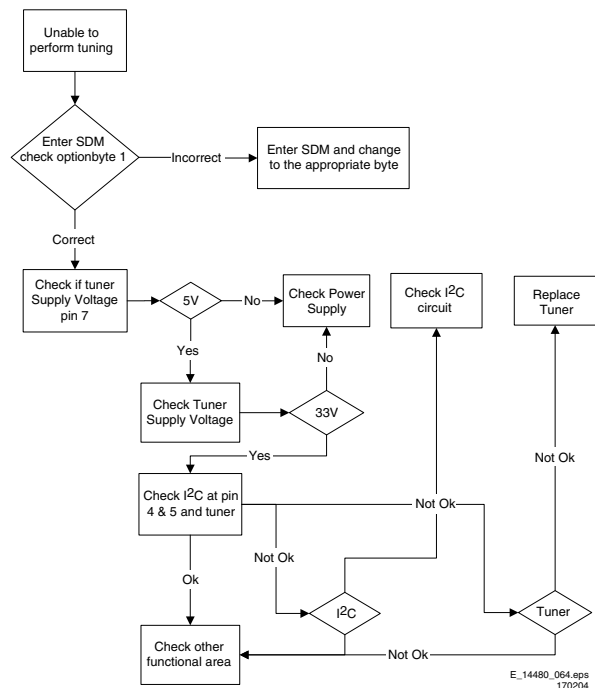 Unable to
perform tuning
Enter SDM
check optionbyte 1
Incorrect
Enter SDM and change
to the appropriate byte
Correct
Check if tuner
Supply Voltage
pin 7
5V
No
Check Power
Supply
Check I²C
circuit
Replace
Tuner
Yes
No
Check Tuner
Supply Voltage
33V
Yes
Not Ok
Check I²C at pin
4 & 5 and tuner
Not Ok
Not Ok
Ok
I²C
Tuner
Check other
functional area
Not Ok
E_14480_064.eps
170204